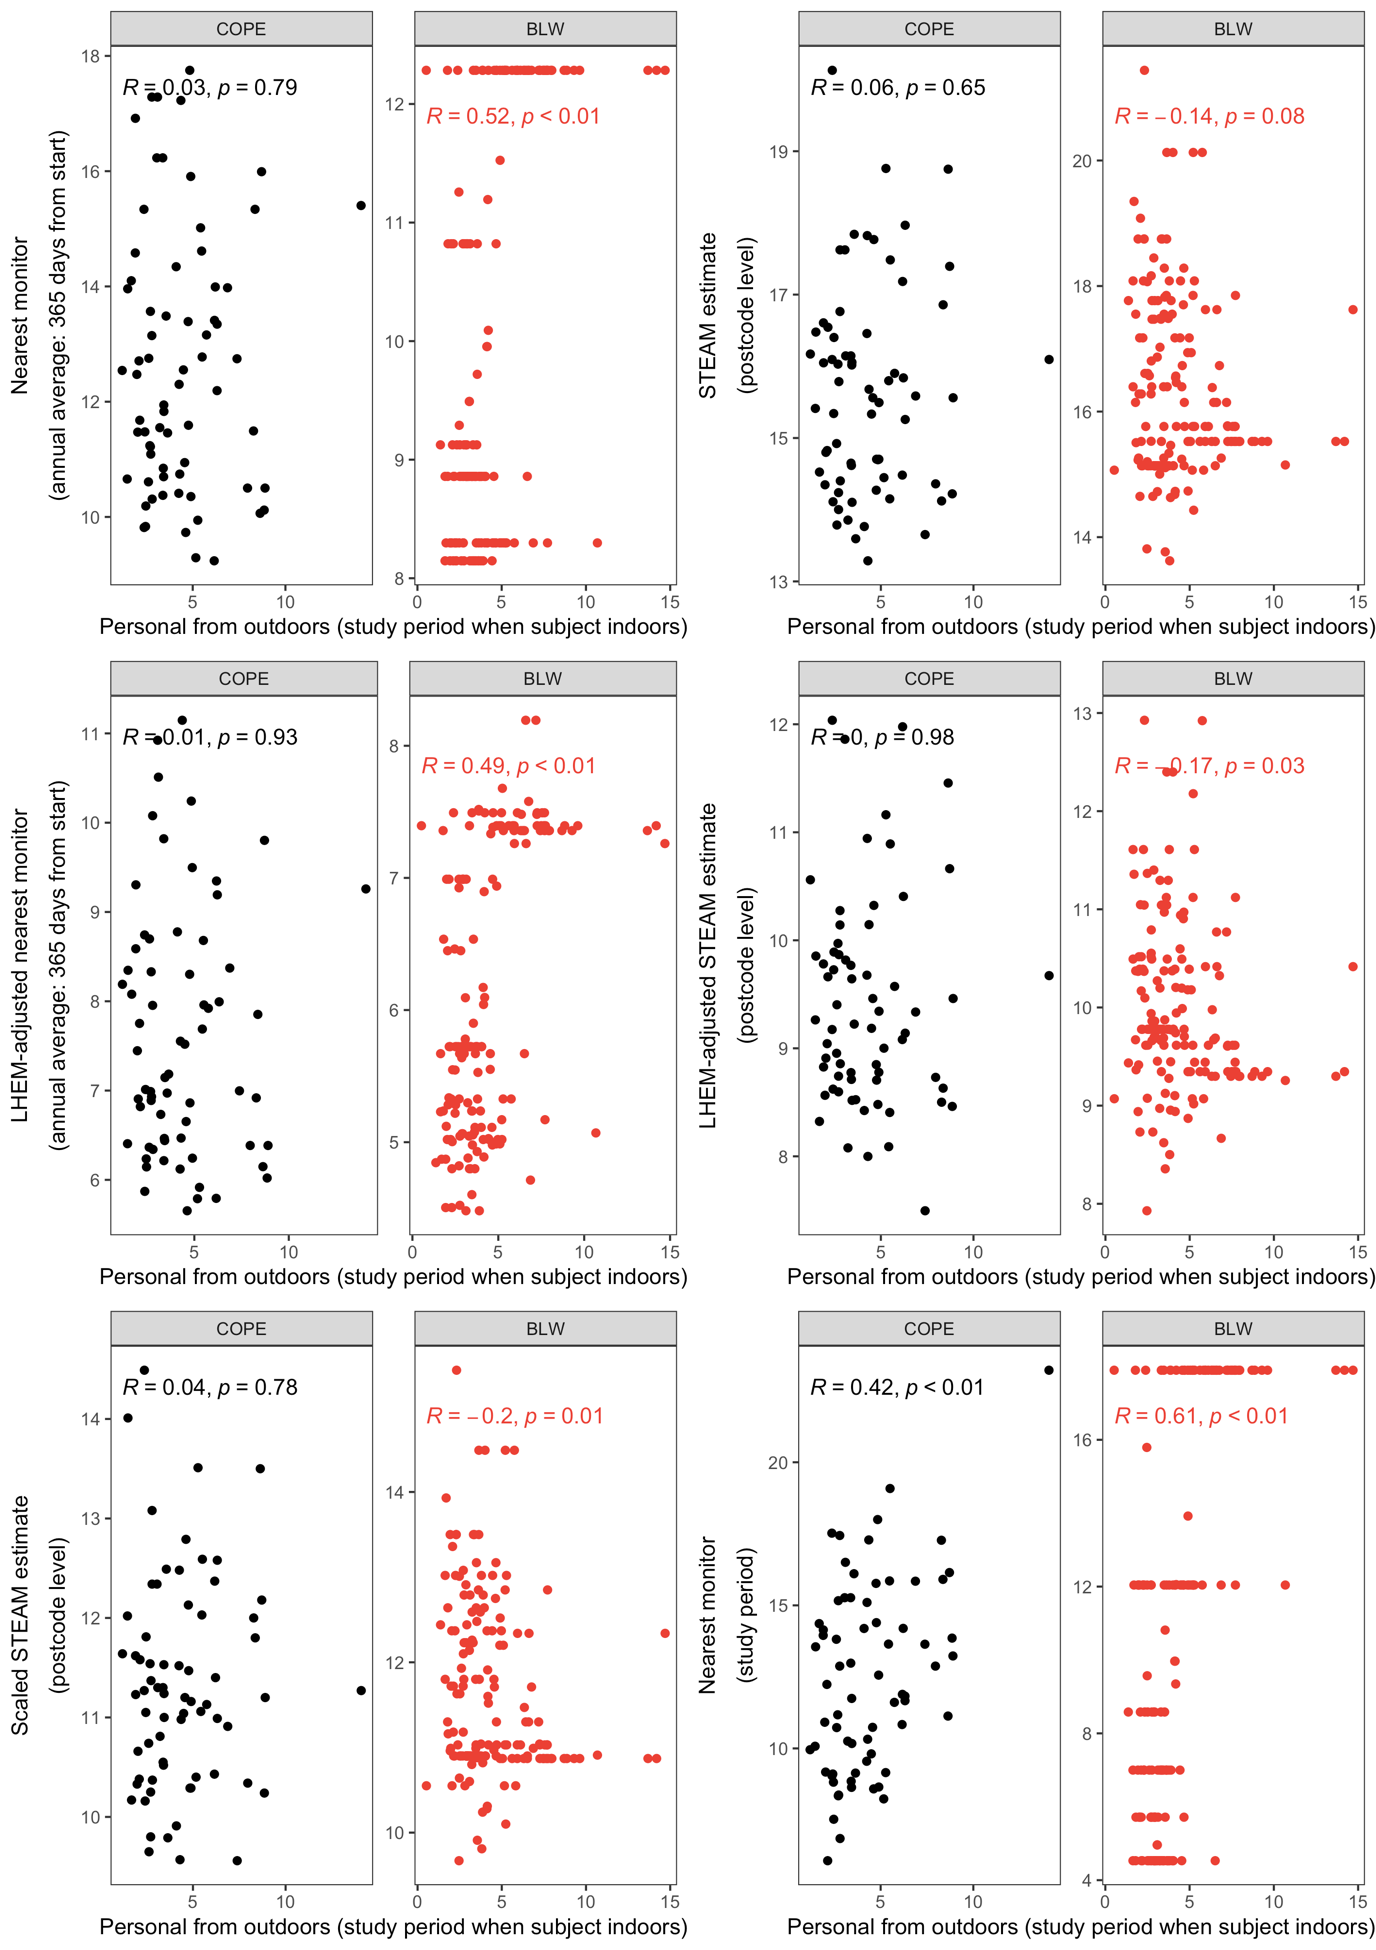 COPE
BLW
R = 0.03, p = 0.79
R = 0.52, p < 0.01
Nearest monitor
(annual average: 365 days from start)
18
16
14
12
10
12
11
10
9
8
5
10
0
5
10
15
Personal from outdoors (study period when subject indoors)
COPE
BLW
R = 0.06, p = 0.65
R = −0.14, p = 0.08
STEAM estimate
(postcode level)
19
17
15
13
20
18
16
14
5
10
0
5
10
15
Personal from outdoors (study period when subject indoors)
COPE
BLW
R = 0.01, p = 0.93
R = 0.49, p < 0.01
LHEM-adjusted nearest monitor
(annual average: 365 days from start)
11
10
9
8
7
6
8
7
6
5
5
10
0
5
10
15
Personal from outdoors (study period when subject indoors)
COPE
BLW
R = 0, p = 0.98
R = −0.17, p = 0.03
LHEM-adjusted STEAM estimate
(postcode level)
12
11
10
9
8
13
12
11
10
9
8
5
10
0
5
10
15
Personal from outdoors (study period when subject indoors)
COPE
BLW
R = 0.04, p = 0.78
R = −0.2, p = 0.01
Scaled STEAM estimate
(postcode level)
14
13
12
11
10
14
12
10
5
10
0
5
10
15
Personal from outdoors (study period when subject indoors)
COPE
BLW
R = 0.42, p < 0.01
R = 0.61, p < 0.01
Nearest monitor
(study period)
20
15
10
16
12
8
4
5
10
0
5
10
15
Personal from outdoors (study period when subject indoors)